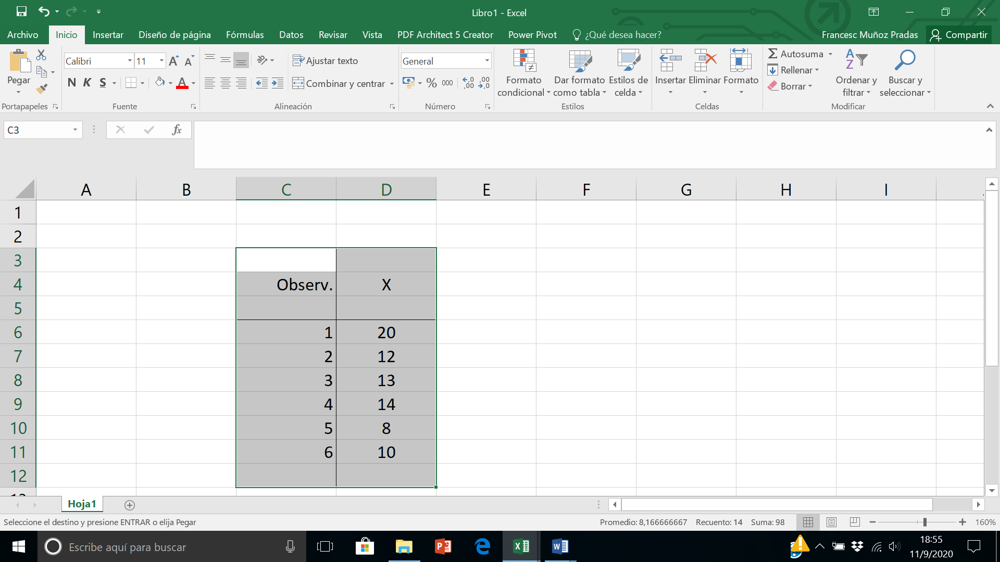 Libro1 - Excel
Archivo Inicio Insertar Diseño de página Fórmulas Datos Revisar Vista PDF Architect 5 Creator Power Pivot ¿Qué desea hacer? Francesc Muñoz Pradas Compartir
Pegar
Portapapeles
Calibri 11
N K S
Fuente
Ajustar texto
Combinar y centrar
Alineación
General
% 000
Número
Formato condicional
Dar formato como tabla
Estilos de celda
Estilos
Insertar Eliminar Formato
Celdas
Autosuma
Rellenar
Borrar
Ordenar y filtrar
Buscar y seleccionar
Modificar
C3 fx
A B C D E F G H I
1
2
3
4 Observ. X
5
6 1 20
7 2 12
8 3 13
9 4 14
10 5 8
11 6 10
12
Hoja1
Seleccione el destino y presione ENTRAR o elija Pegar Promedio: 8,166666667 Recuento: 14 Suma: 98 160%
Escribe aquí para buscar
18:55
11/9/2020